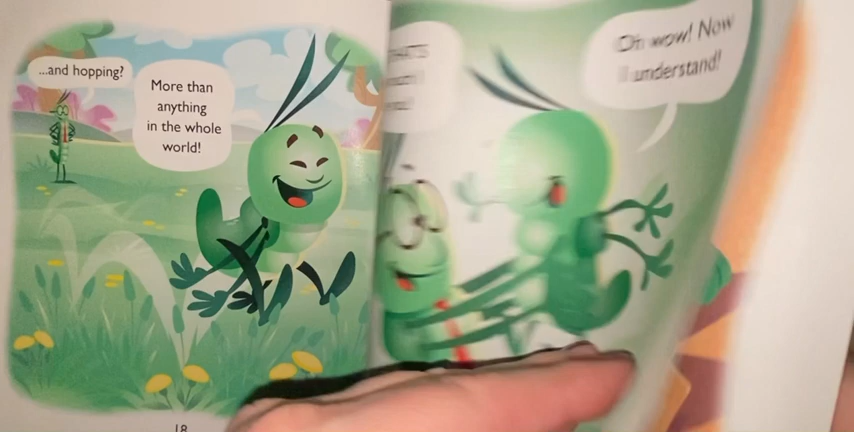 ...and hopping?
More than
anything
in the whole
world!
Oh wow! Now
I understand!
18